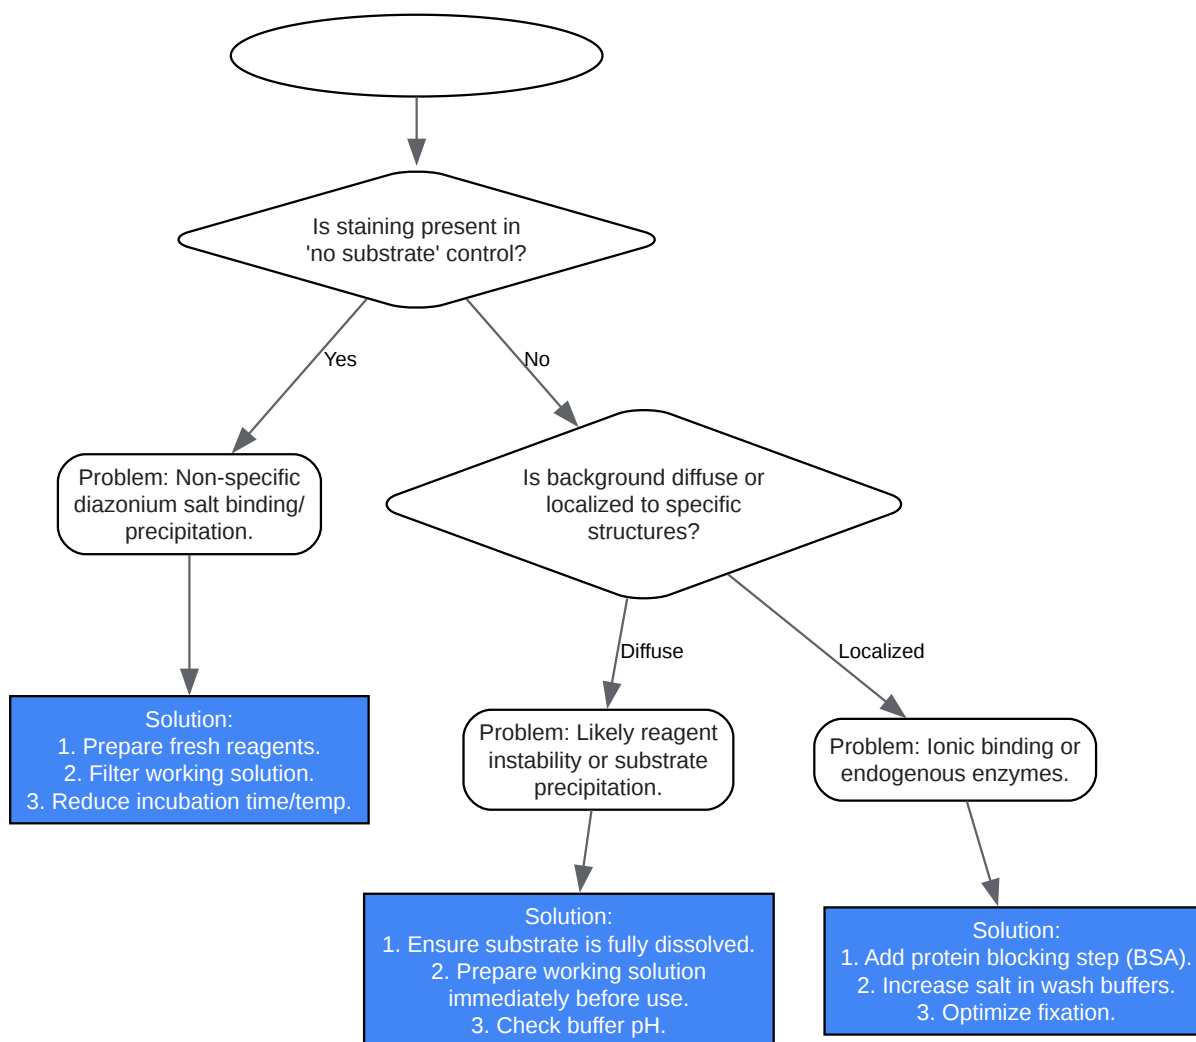 Is staining present in
'no substrate' control?
Yes
No
Problem: Non-specific
diazonium salt binding/
precipitation.
Is background diffuse or
localized to specific
structures?
Diffuse
Localized
Solution:
1. Prepare fresh reagents.
2. Filter working solution.
3. Reduce incubation time/temp.
Problem: Likely reagent
instability or substrate
precipitation.
Problem: Ionic binding or
endogenous enzymes.
Solution:
1. Ensure substrate is fully dissolved.
2. Prepare working solution
immediately before use.
3. Check buffer pH.
Solution:
1. Add protein blocking step (BSA).
2. Increase salt in wash buffers.
3. Optimize fixation.